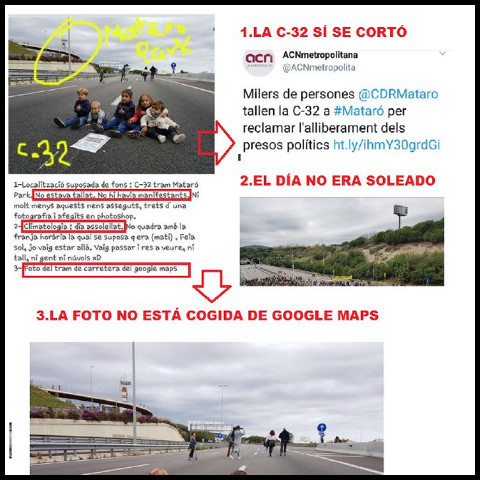 1.LA C-32 SÍ SE CORTÓ
Mataro
Park
C-32
acn
ACNmetropolitana
@ACNmetropolita
Milers de persones @CDRMataro
tallen la C-32 a #Mataró per
reclamar l'alliberament dels
presos polítics ht.ly/ihmY30grdGi
1-Localització suposada de fons : C-32 tram Mataró
Park. No estava tallat. No hi havia manifestants. Ni
molt menys aquests nens asseguts, trets d'una
fotografia i afegits en photoshop.
2- Climatologia : dia assolellat. No quadra amb la
franja horària la qual se suposa q era (matí) . Feia
sol, jo vaig estar allà. Vaig passar i res a veure, ni
tall, ni gent ni núvols xD
3- Foto del tram de carretera del google maps
2.EL DÍA NO ERA SOLEADO
3.LA FOTO NO ESTÁ COGIDA DE GOOGLE MAPS